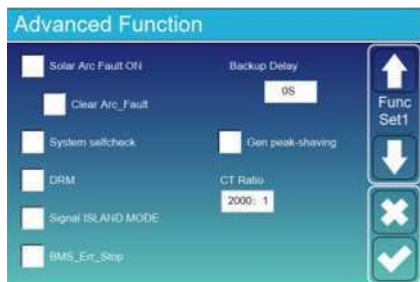 Advanced Function
Solar Arc Fault ON
Backup Delay
0S
Clear Arc_Fault
Func
Set1
System selfcheck
Gen peak-shaving
DRM
CT Ratio
2000: 1
Signal ISLAND MODE
BMS_Err_Stop